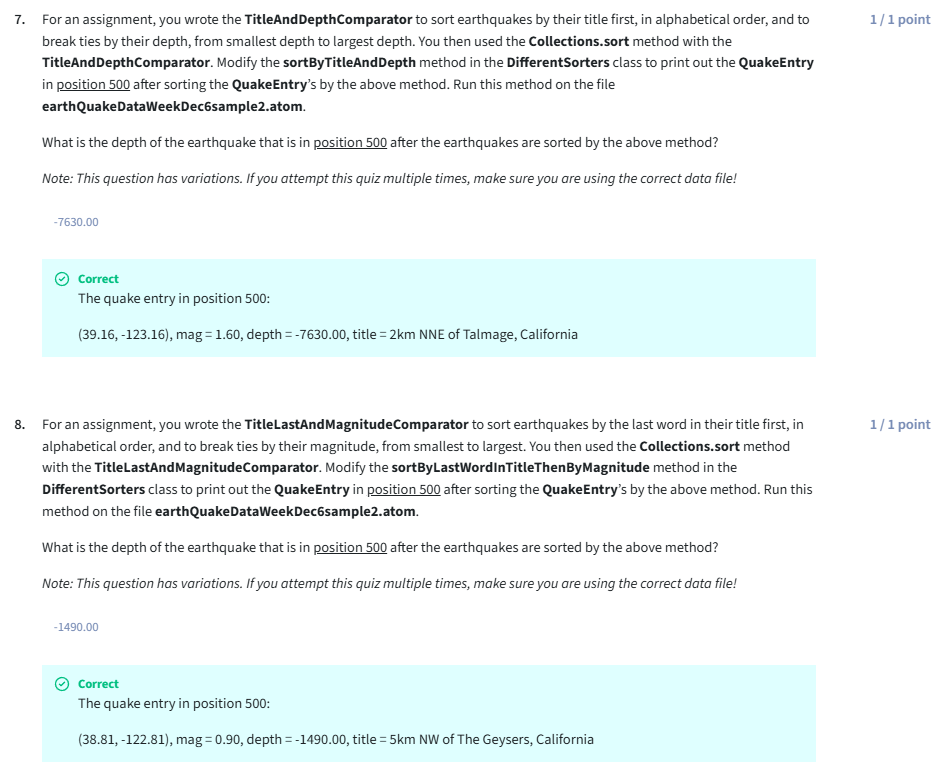 7. For an assignment, you wrote the TitleAndDepthComparator to sort earthquakes by their title first, in alphabetical order, and to 1 / 1 point
break ties by their depth, from smallest depth to largest depth. You then used the Collections.sort method with the
TitleAndDepthComparator. Modify the sortByTitleAndDepth method in the DifferentSorters class to print out the QuakeEntry
in position 500 after sorting the QuakeEntry's by the above method. Run this method on the file
earthQuakeDataWeekDec6sample2.atom.
What is the depth of the earthquake that is in position 500 after the earthquakes are sorted by the above method?
Note: This question has variations. If you attempt this quiz multiple times, make sure you are using the correct data file!
-7630.00
Correct
The quake entry in position 500:
(39.16, -123.16), mag = 1.60, depth = -7630.00, title = 2km NNE of Talmage, California
8. For an assignment, you wrote the TitleLastAndMagnitudeComparator to sort earthquakes by the last word in their title first, in 1 / 1 point
alphabetical order, and to break ties by their magnitude, from smallest to largest. You then used the Collections.sort method
with the TitleLastAndMagnitudeComparator. Modify the sortByLastWordInTitleThenByMagnitude method in the
DifferentSorters class to print out the QuakeEntry in position 500 after sorting the QuakeEntry's by the above method. Run this
method on the file earthQuakeDataWeekDec6sample2.atom.
What is the depth of the earthquake that is in position 500 after the earthquakes are sorted by the above method?
Note: This question has variations. If you attempt this quiz multiple times, make sure you are using the correct data file!
-1490.00
Correct
The quake entry in position 500:
(38.81, -122.81), mag = 0.90, depth = -1490.00, title = 5km NW of The Geysers, California